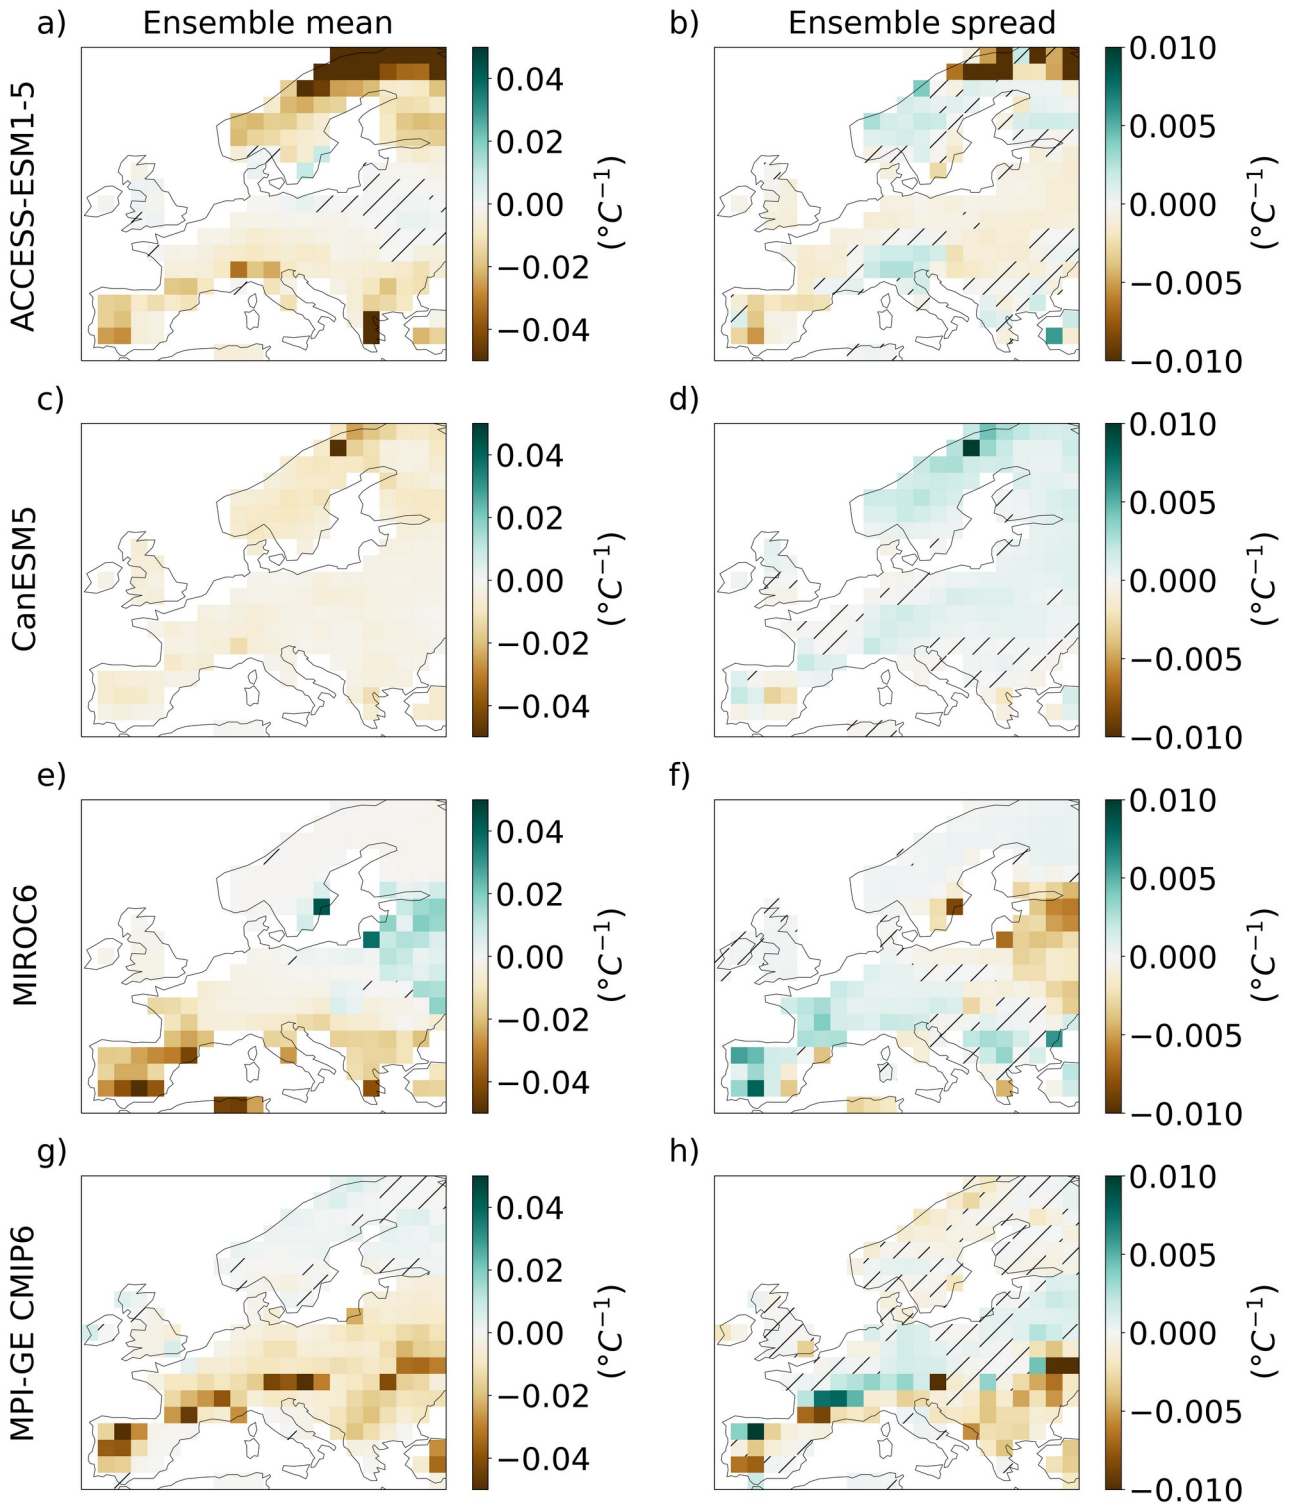 a) Ensemble mean
b) Ensemble spread
ACCESS-ESM1-5
0.04
0.02
0.00
−0.02
−0.04
(°C⁻¹)
0.010
0.005
0.000
−0.005
−0.010
(°C⁻¹)
c)
d)
CanESM5
0.04
0.02
0.00
−0.02
−0.04
(°C⁻¹)
0.010
0.005
0.000
−0.005
−0.010
(°C⁻¹)
e)
f)
MIROC6
0.04
0.02
0.00
−0.02
−0.04
(°C⁻¹)
0.010
0.005
0.000
−0.005
−0.010
(°C⁻¹)
g)
h)
MPI-GE CMIP6
0.04
0.02
0.00
−0.02
−0.04
(°C⁻¹)
0.010
0.005
0.000
−0.005
−0.010
(°C⁻¹)